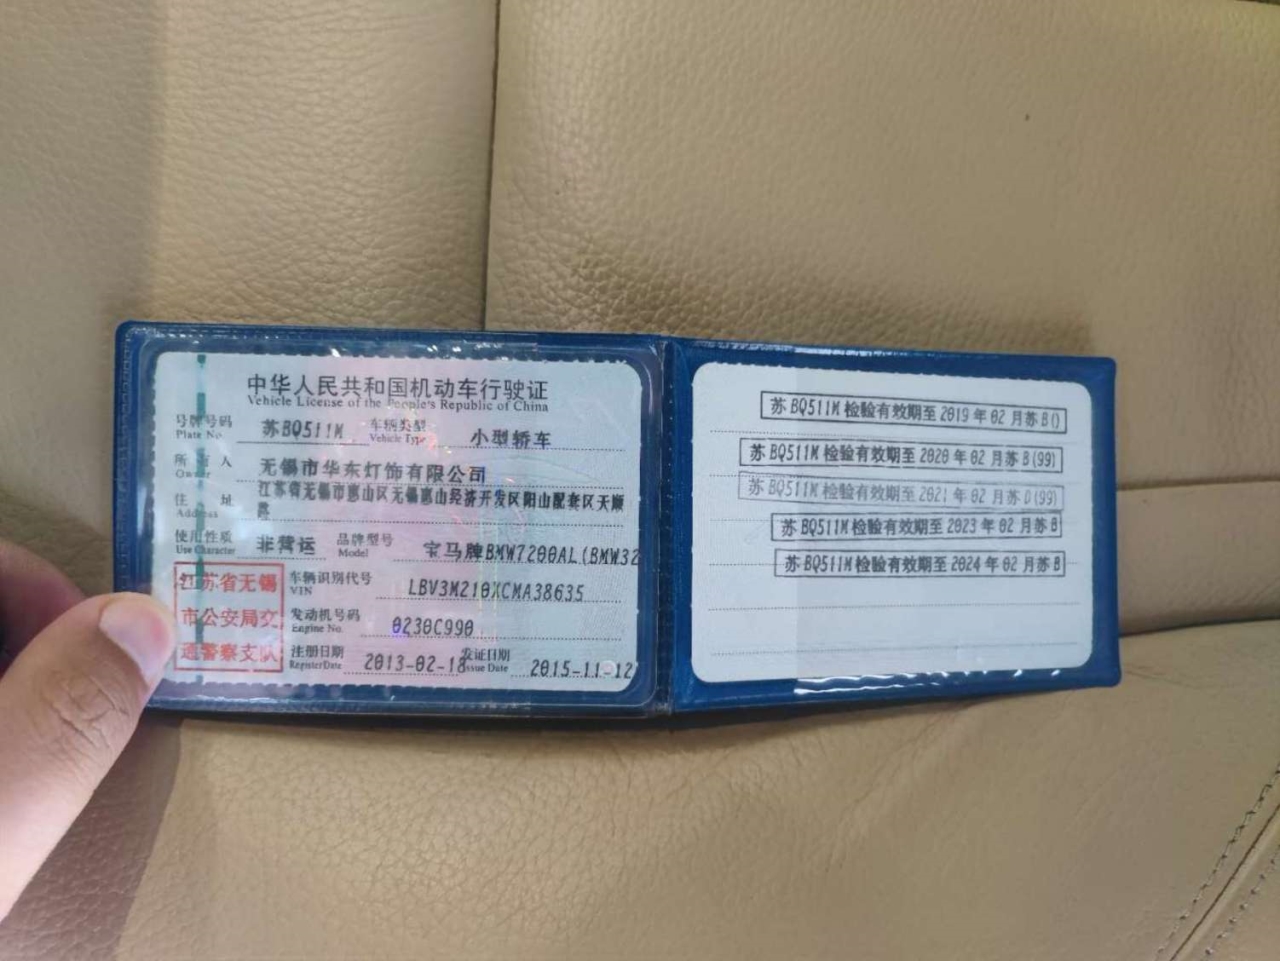 中华人民共和国机动车行驶证
Vehicle License of the People's Republic of China
号牌号码 苏BQ511M 车辆类型 小型轿车
Plate No. Vehicle Type
所有人 无锡市华东灯饰有限公司
Owner
住址 江苏省无锡市惠山区无锡惠山经济开发区阳山配套区天顺
Address 路
使用性质 非营运 品牌型号 宝马牌BMW7200AL(BMW32
Use Character Model
江苏省无锡 车辆识别代号 LBV3M210XCMA38635
VIN
市公安局交 发动机号码 0230C990
Engine No.
通警察支队 注册日期 2013-02-18 发证日期 2015-11-12
Register Date Issue Date
苏BQ511M检验有效期至2019年02月苏B()
苏BQ511M检验有效期至2020年02月苏B(99)
苏BQ511M检验有效期至2021年02月苏B(99)
苏BQ511M检验有效期至2023年02月苏B
苏BQ511M检验有效期至2024年02月苏B